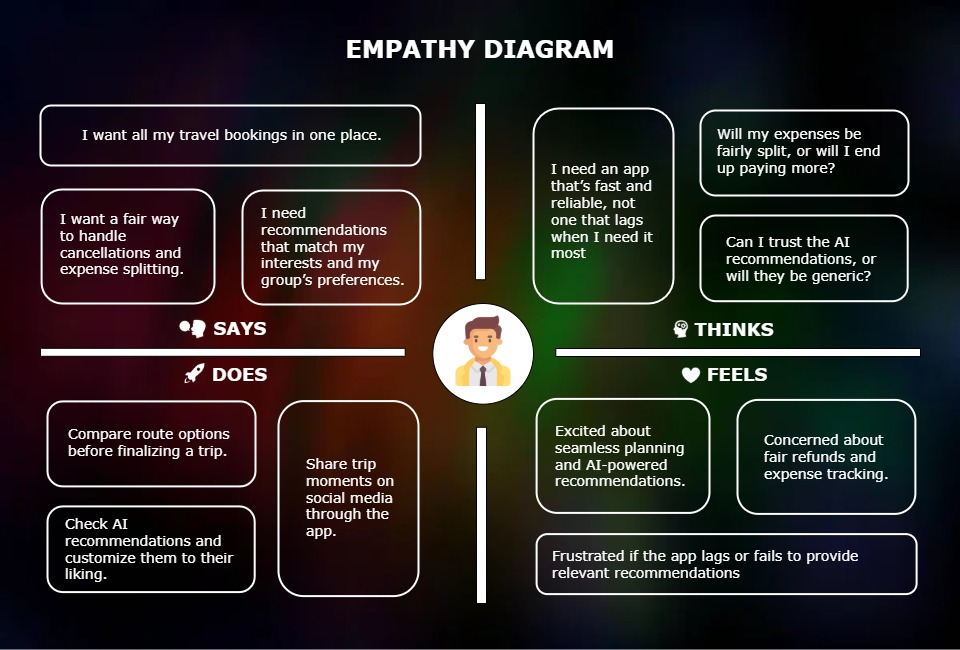 EMPATHY DIAGRAM
I want all my travel bookings in one place.
I want a fair way
to handle
cancellations and
expense splitting.
I need
recommendations
that match my
interests and my
group’s preferences.
SAYS
I need an app
that’s fast and
reliable, not
one that lags
when I need it
most
Will my expenses be
fairly split, or will I end
up paying more?
Can I trust the AI
recommendations, or
will they be generic?
THINKS
DOES
Compare route options
before finalizing a trip.
Check AI
recommendations and
customize them to their
liking.
Share trip
moments on
social media
through the
app.
FEELS
Excited about
seamless planning
and AI-powered
recommendations.
Concerned about
fair refunds and
expense tracking.
Frustrated if the app lags or fails to provide
relevant recommendations